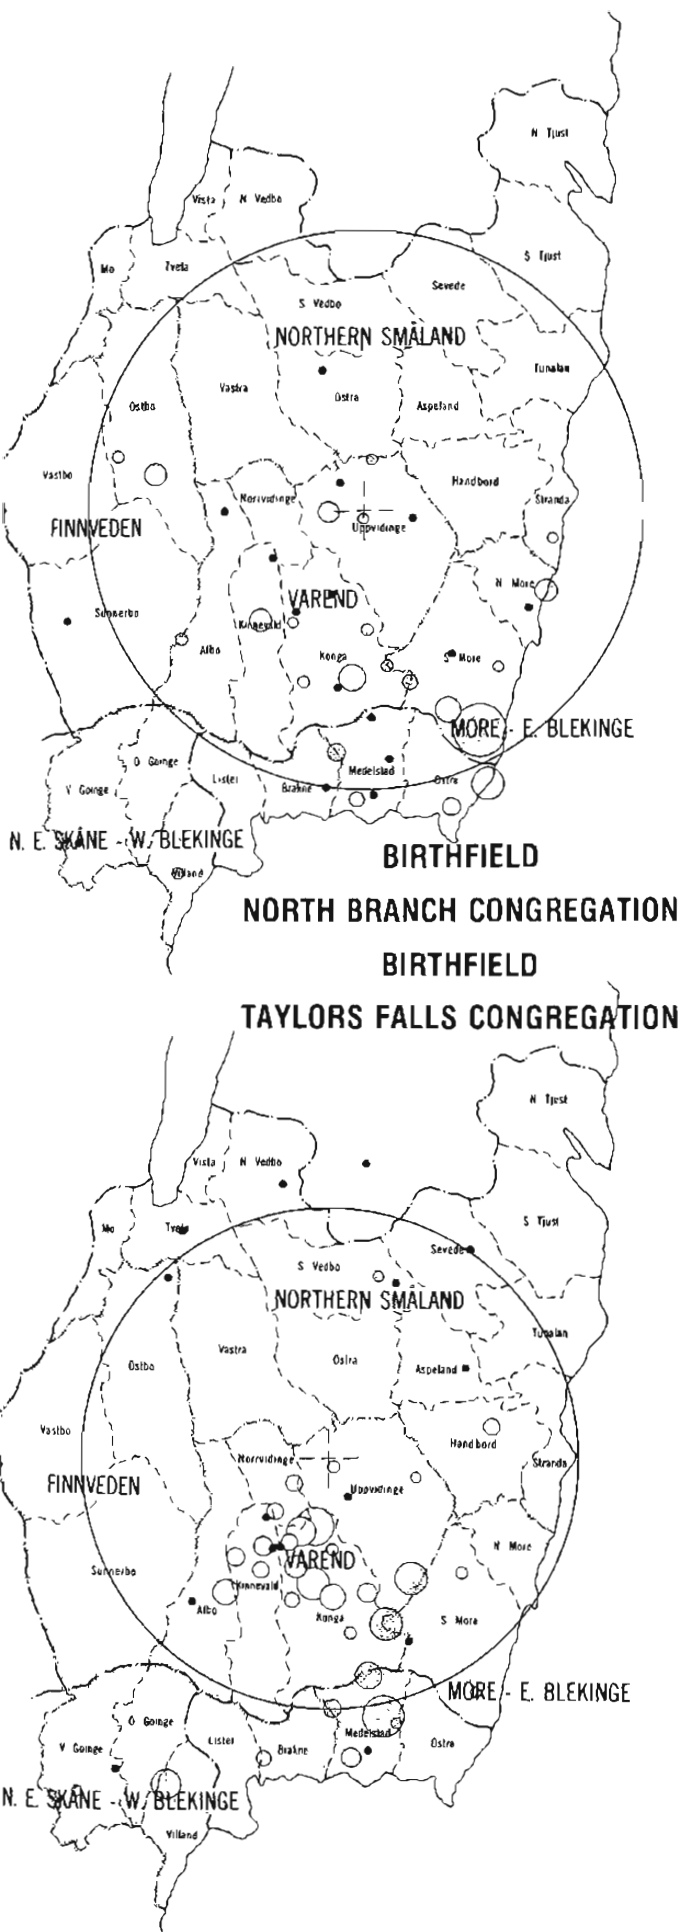 N Tjust
Vista
N Vedbo
S Tjust
Mo
Tveta
Sevede
S Vedbo
NORTHERN SMÅLAND
Tunalan
Vastra
Ostra
Ostbo
Aspeland
Vastbo
Handbord
Norrvidinge
Stranda
FINNVEDEN
Uppvidinge
N More
VAREND
Sunnerbo
Kinnevald
Albo
Konga
S More
MORE - E. BLEKINGE
O Goinge
Medelstad
Lister
Ostra
V Goinge
Brakne
N. E. SKÅNE - W. BLEKINGE
Villand
BIRTHFIELD
NORTH BRANCH CONGREGATION
BIRTHFIELD
TAYLORS FALLS CONGREGATION
N Tjust
Vista
N Vedbo
S Tjust
Mo
Tveta
Sevede
S Vedbo
NORTHERN SMÅLAND
Tunalan
Vastra
Ostra
Ostbo
Aspeland
Vastbo
Handbord
Norrvidinge
Stranda
FINNVEDEN
Uppvidinge
N More
VAREND
Sunnerbo
Kinnevald
Albo
Konga
S More
MORE - E. BLEKINGE
O Goinge
Medelstad
Lister
Ostra
V Goinge
Brakne
N. E. SKÅNE - W. BLEKINGE
Villand